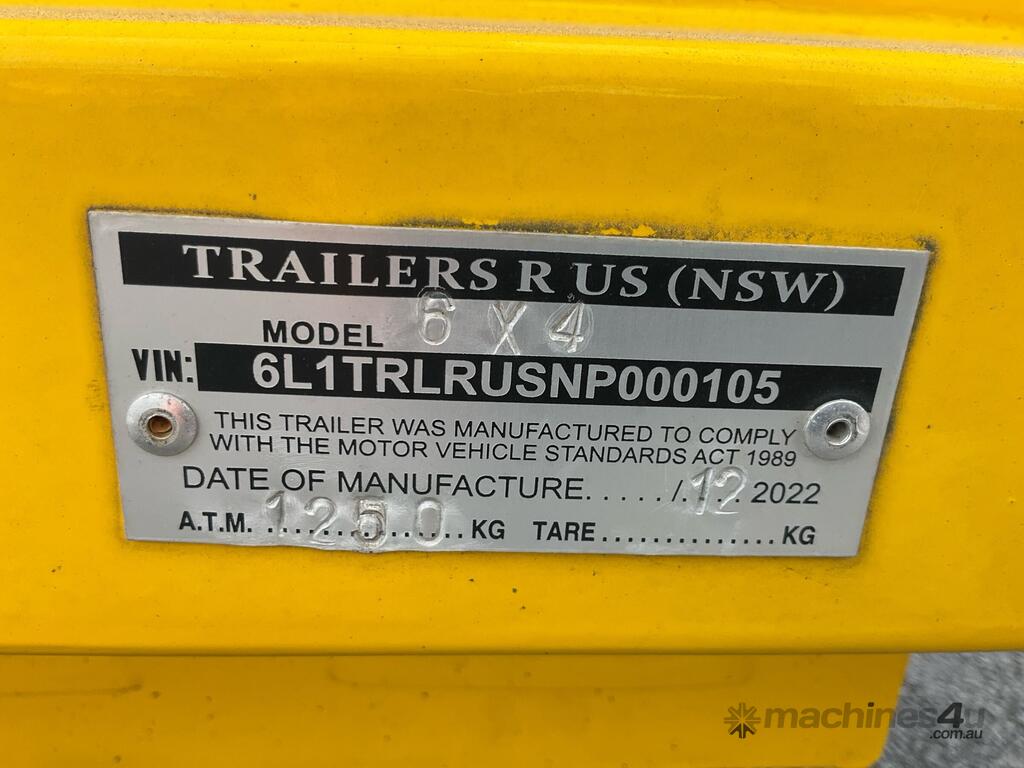 TRAILERS R US (NSW)
MODEL 6 X 4
VIN: 6L1TRLRUSNP000105
THIS TRAILER WAS MANUFACTURED TO COMPLY
WITH THE MOTOR VEHICLE STANDARDS ACT 1989
DATE OF MANUFACTURE...../.12.. 2022
A.T.M. 1250 KG TARE............... KG
machines4u
.com.au